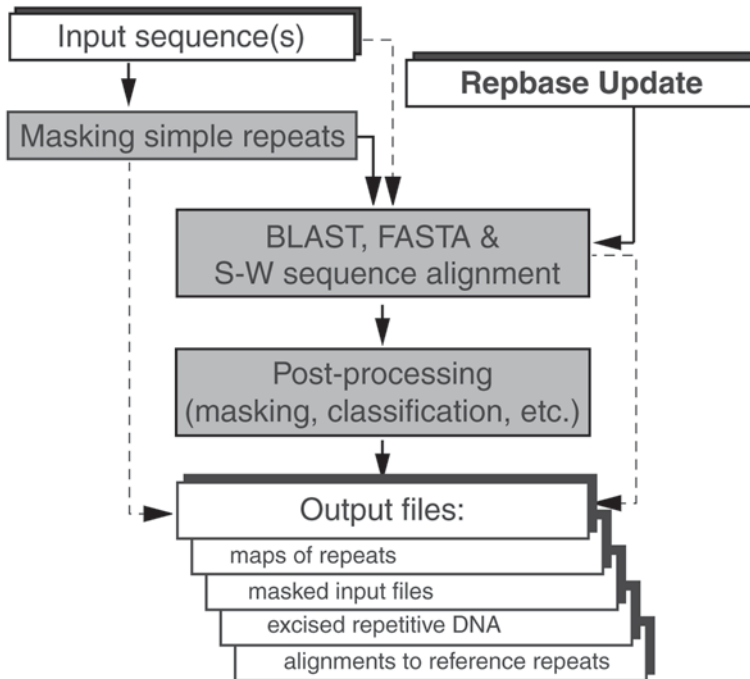 Input sequence(s)
Repbase Update
Masking simple repeats
BLAST, FASTA &
S-W sequence alignment
Post-processing
(masking, classification, etc.)
Output files:
maps of repeats
masked input files
excised repetitive DNA
alignments to reference repeats